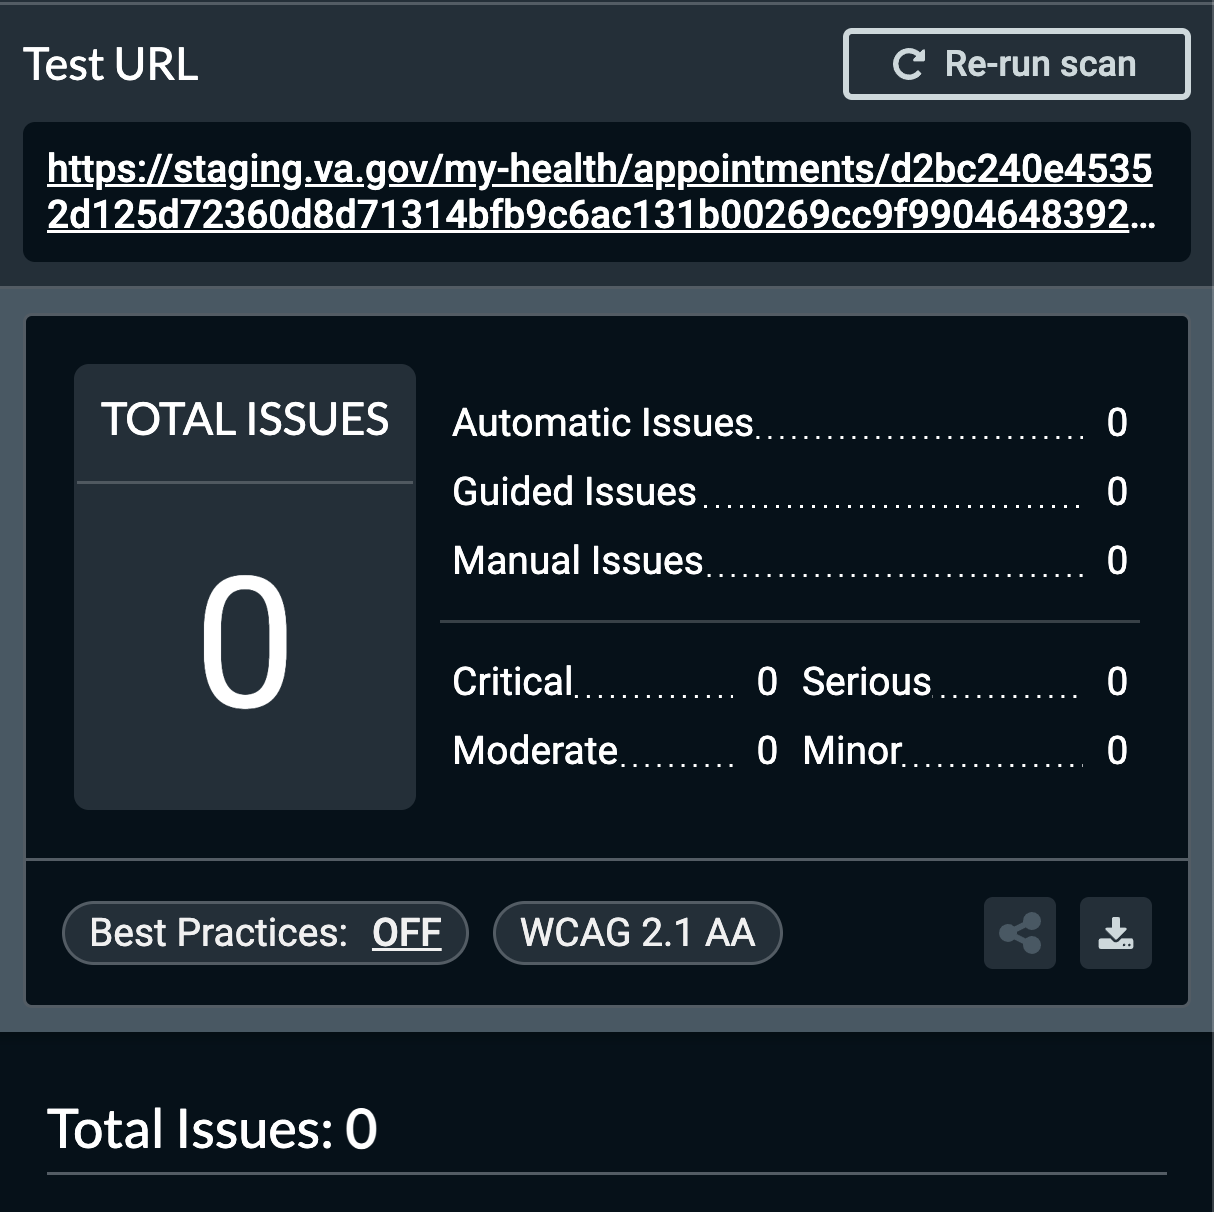 Test URL
Re-run scan
https://staging.va.gov/my-health/appointments/d2bc240e4535
2d125d72360d8d71314bfb9c6ac131b00269cc9f9904648392...
TOTAL ISSUES
0
Automatic Issues 0
Guided Issues 0
Manual Issues 0
Critical 0 Serious 0
Moderate 0 Minor 0
Best Practices: OFF
WCAG 2.1 AA
Total Issues: 0